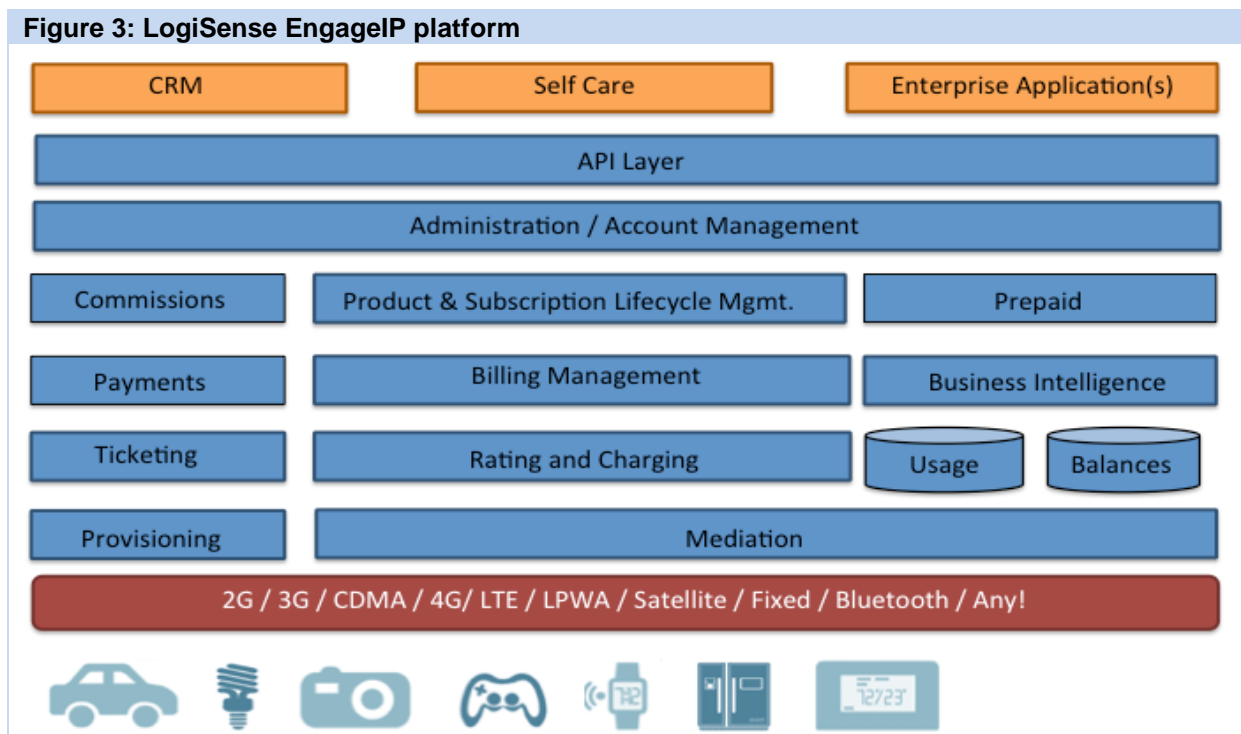 Figure 3: LogiSense EngageIP platform
CRM
Self Care
Enterprise Application(s)
API Layer
Administration / Account Management
Commissions
Product & Subscription Lifecycle Mgmt.
Prepaid
Payments
Billing Management
Business Intelligence
Ticketing
Rating and Charging
Usage
Balances
Provisioning
Mediation
2G / 3G / CDMA / 4G/ LTE / LPWA / Satellite / Fixed / Bluetooth / Any!